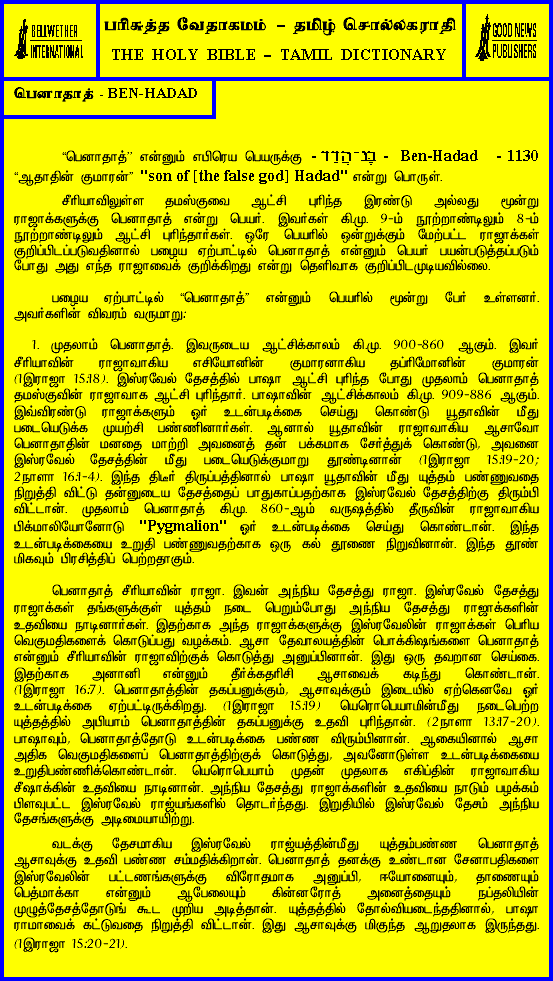 BELLWETHER
INTERNATIONAL
பரிசுத்த வேதாகமம் – தமிழ் சொல்லகராதி
THE HOLY BIBLE – TAMIL DICTIONARY
GOOD NEWS
PUBLISHERS
பெனாதாத் - BEN-HADAD
“பெனாதாத்” என்னும் எபிரெய பெயருக்கு - בֶּנ־הֲדַד - Ben-Hadad - 1130
“ஆதாதின் குமாரன்” "son of [the false god] Hadad" என்று பொருள்.
சீரியாவிலுள்ள தமஸ்குவை ஆட்சி புரிந்த இரண்டு அல்லது மூன்று
ராஜாக்களுக்கு பெனாதாத் என்று பெயர். இவர்கள் கி.மு. 9-ம் நூற்றாண்டிலும் 8-ம்
நூற்றாண்டிலும் ஆட்சி புரிந்தார்கள். ஒரே பெயரில் ஒன்றுக்கும் மேற்பட்ட ராஜாக்கள்
குறிப்பிடப்படுவதினால் பழைய ஏற்பாட்டில் பெனாதாத் என்னும் பெயர் பயன்படுத்தப்படும்
போது அது எந்த ராஜாவைக் குறிக்கிறது என்று தெளிவாக குறிப்பிடமுடியவில்லை.
பழைய ஏற்பாட்டில் “பெனாதாத்” என்னும் பெயரில் மூன்று பேர் உள்ளனர்.
அவர்களின் விவரம் வருமாறு:
1. முதலாம் பெனாதாத். இவருடைய ஆட்சிக்காலம் கி.மு. 900-860 ஆகும். இவர்
சீரியாவின் ராஜாவாகிய எசியோனின் குமாரனாகிய தப்ரிமோனின் குமாரன்
(1இராஜா 15:18). இஸ்ரவேல் தேசத்தில் பாஷா ஆட்சி புரிந்த போது முதலாம் பெனாதாத்
தமஸ்குவின் ராஜாவாக ஆட்சி புரிந்தார். பாஷாவின் ஆட்சிக்காலம் கி.மு. 909-886 ஆகும்.
இவ்விரண்டு ராஜாக்களும் ஓர் உடன்படிக்கை செய்து கொண்டு யூதாவின் மீது
படையெடுக்க முயற்சி பண்ணினார்கள். ஆனால் யூதாவின் ராஜாவாகிய ஆசாவோ
பெனாதாதின் மனதை மாற்றி அவனைத் தன் பக்கமாக சேர்த்துக் கொண்டு, அவனை
இஸ்ரவேல் தேசத்தின் மீது படையெடுக்குமாறு தூண்டினான் (1இராஜா 15:19-20;
2நாளா 16:1-4). இந்த திடீர் திருப்பத்தினால் பாஷா யூதாவின் மீது யுத்தம் பண்ணுவதை
நிறுத்தி விட்டு தன்னுடைய தேசத்தைப் பாதுகாப்பதற்காக இஸ்ரவேல் தேசத்திற்கு திரும்பி
விட்டான். முதலாம் பெனாதாத் கி.மு. 860-ஆம் வருஷத்தில் தீருவின் ராஜாவாகிய
பிக்மாலியோனோடு "Pygmalion" ஓர் உடன்படிக்கை செய்து கொண்டான். இந்த
உடன்படிக்கையை உறுதி பண்ணுவதற்காக ஒரு கல் தூணை நிறுவினான். இந்த தூண்
மிகவும் பிரசித்திப் பெற்றதாகும்.
பெனாதாத் சீரியாவின் ராஜா. இவன் அந்நிய தேசத்து ராஜா. இஸ்ரவேல் தேசத்து
ராஜாக்கள் தங்களுக்குள் யுத்தம் நடை பெறும்போது அந்நிய தேசத்து ராஜாக்களின்
உதவியை நாடினார்கள். இதற்காக அந்த ராஜாக்களுக்கு இஸ்ரவேலின் ராஜாக்கள் பெரிய
வெகுமதிகளைக் கொடுப்பது வழக்கம். ஆசா தேவாலயத்தின் பொக்கிஷங்களை பெனாதாத்
என்னும் சீரியாவின் ராஜாவிற்குக் கொடுத்து அனுப்பினான். இது ஒரு தவறான செய்கை.
இதற்காக அனானி என்னும் தீர்க்கதரிசி ஆசாவைக் கடிந்து கொண்டான்.
(1இராஜா 16:7). பெனாதாத்தின் தகப்பனுக்கும், ஆசாவுக்கும் இடையில் ஏற்கெனவே ஓர்
உடன்படிக்கை ஏற்பட்டிருக்கிறது. (1இராஜா 15:19) யெரொபெயாமின்மீது நடைபெற்ற
யுத்தத்தில் அபியாம் பெனாதாத்தின் தகப்பனுக்கு உதவி புரிந்தான். (2நாளா 13:17-20).
பாஷாவும், பெனாதாத்தோடு உடன்படிக்கை பண்ண விரும்பினான். ஆகையினால் ஆசா
அதிக வெகுமதிகளைப் பெனாதாத்திற்குக் கொடுத்து, அவனோடுள்ள உடன்படிக்கையை
உறுதிபண்ணிக்கொண்டான். யெரொபெயாம் முதன் முதலாக எகிப்தின் ராஜாவாகிய
சீஷாக்கின் உதவியை நாடினான். அந்நிய தேசத்து ராஜாக்களின் உதவியை நாடும் பழக்கம்
பிளவுபட்ட இஸ்ரவேல் ராஜ்யங்களில் தொடர்ந்தது. இறுதியில் இஸ்ரவேல் தேசம் அந்நிய
தேசங்களுக்கு அடிமையாயிற்று.
வடக்கு தேசமாகிய இஸ்ரவேல் ராஜ்யத்தின்மீது யுத்தம்பண்ண பெனாதாத்
ஆசாவுக்கு உதவி பண்ண சம்மதிக்கிறான். பெனாதாத் தனக்கு உண்டான சேனாபதிகளை
இஸ்ரவேலின் பட்டணங்களுக்கு விரோதமாக அனுப்பி, ஈயோனையும், தாணையும்
பெத்மாக்கா என்னும் ஆபேலையும் கின்னரோத் அனைத்தையும் நப்தலியின்
முழுத்தேசத்தோடுங் கூட முறிய அடித்தான். யுத்தத்தில் தோல்வியடைந்ததினால், பாஷா
ராமாவைக் கட்டுவதை நிறுத்தி விட்டான். இது ஆசாவுக்கு மிகுந்த ஆறுதலாக இருந்தது.
(1இராஜா 15:20-21).